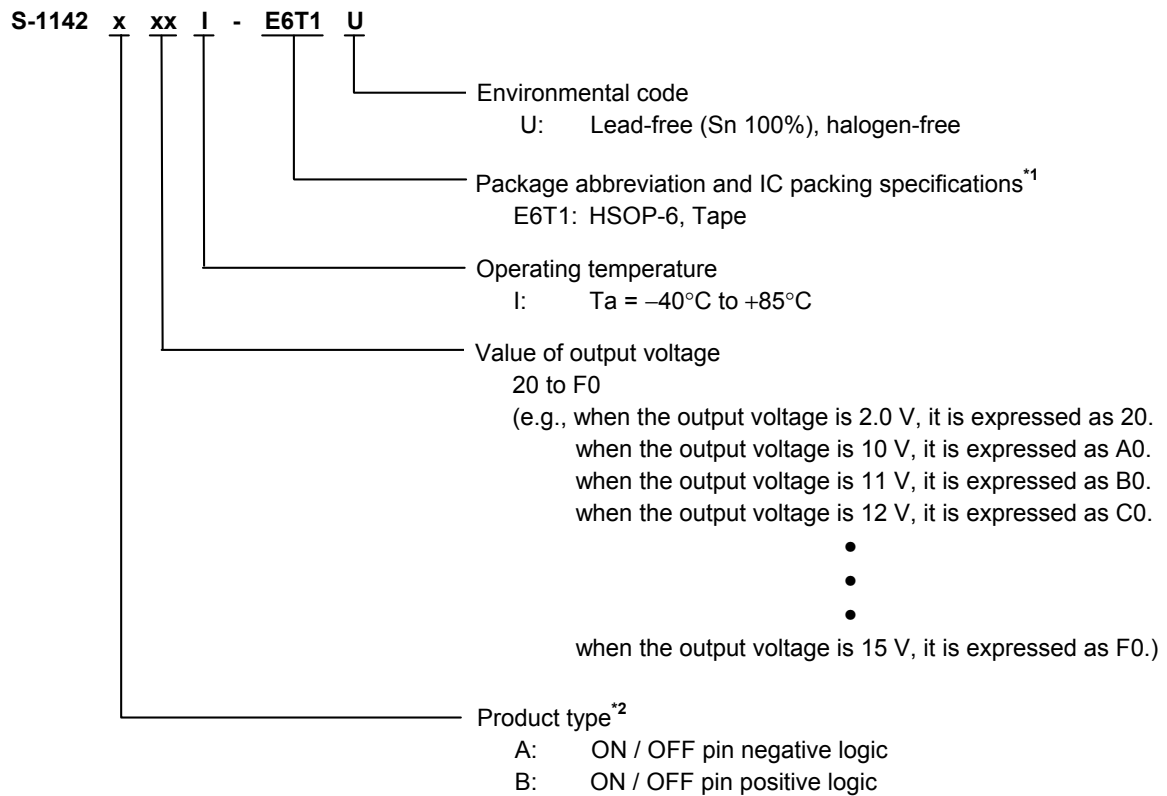 S-1142 x xx I - E6T1 U
Environmental code
U: Lead-free (Sn 100%), halogen-free
Package abbreviation and IC packing specifications*1
E6T1: HSOP-6, Tape
Operating temperature
I: Ta = −40°C to +85°C
Value of output voltage
20 to F0
(e.g., when the output voltage is 2.0 V, it is expressed as 20.
when the output voltage is 10 V, it is expressed as A0.
when the output voltage is 11 V, it is expressed as B0.
when the output voltage is 12 V, it is expressed as C0.
•
•
•
when the output voltage is 15 V, it is expressed as F0.)
Product type*2
A: ON / OFF pin negative logic
B: ON / OFF pin positive logic